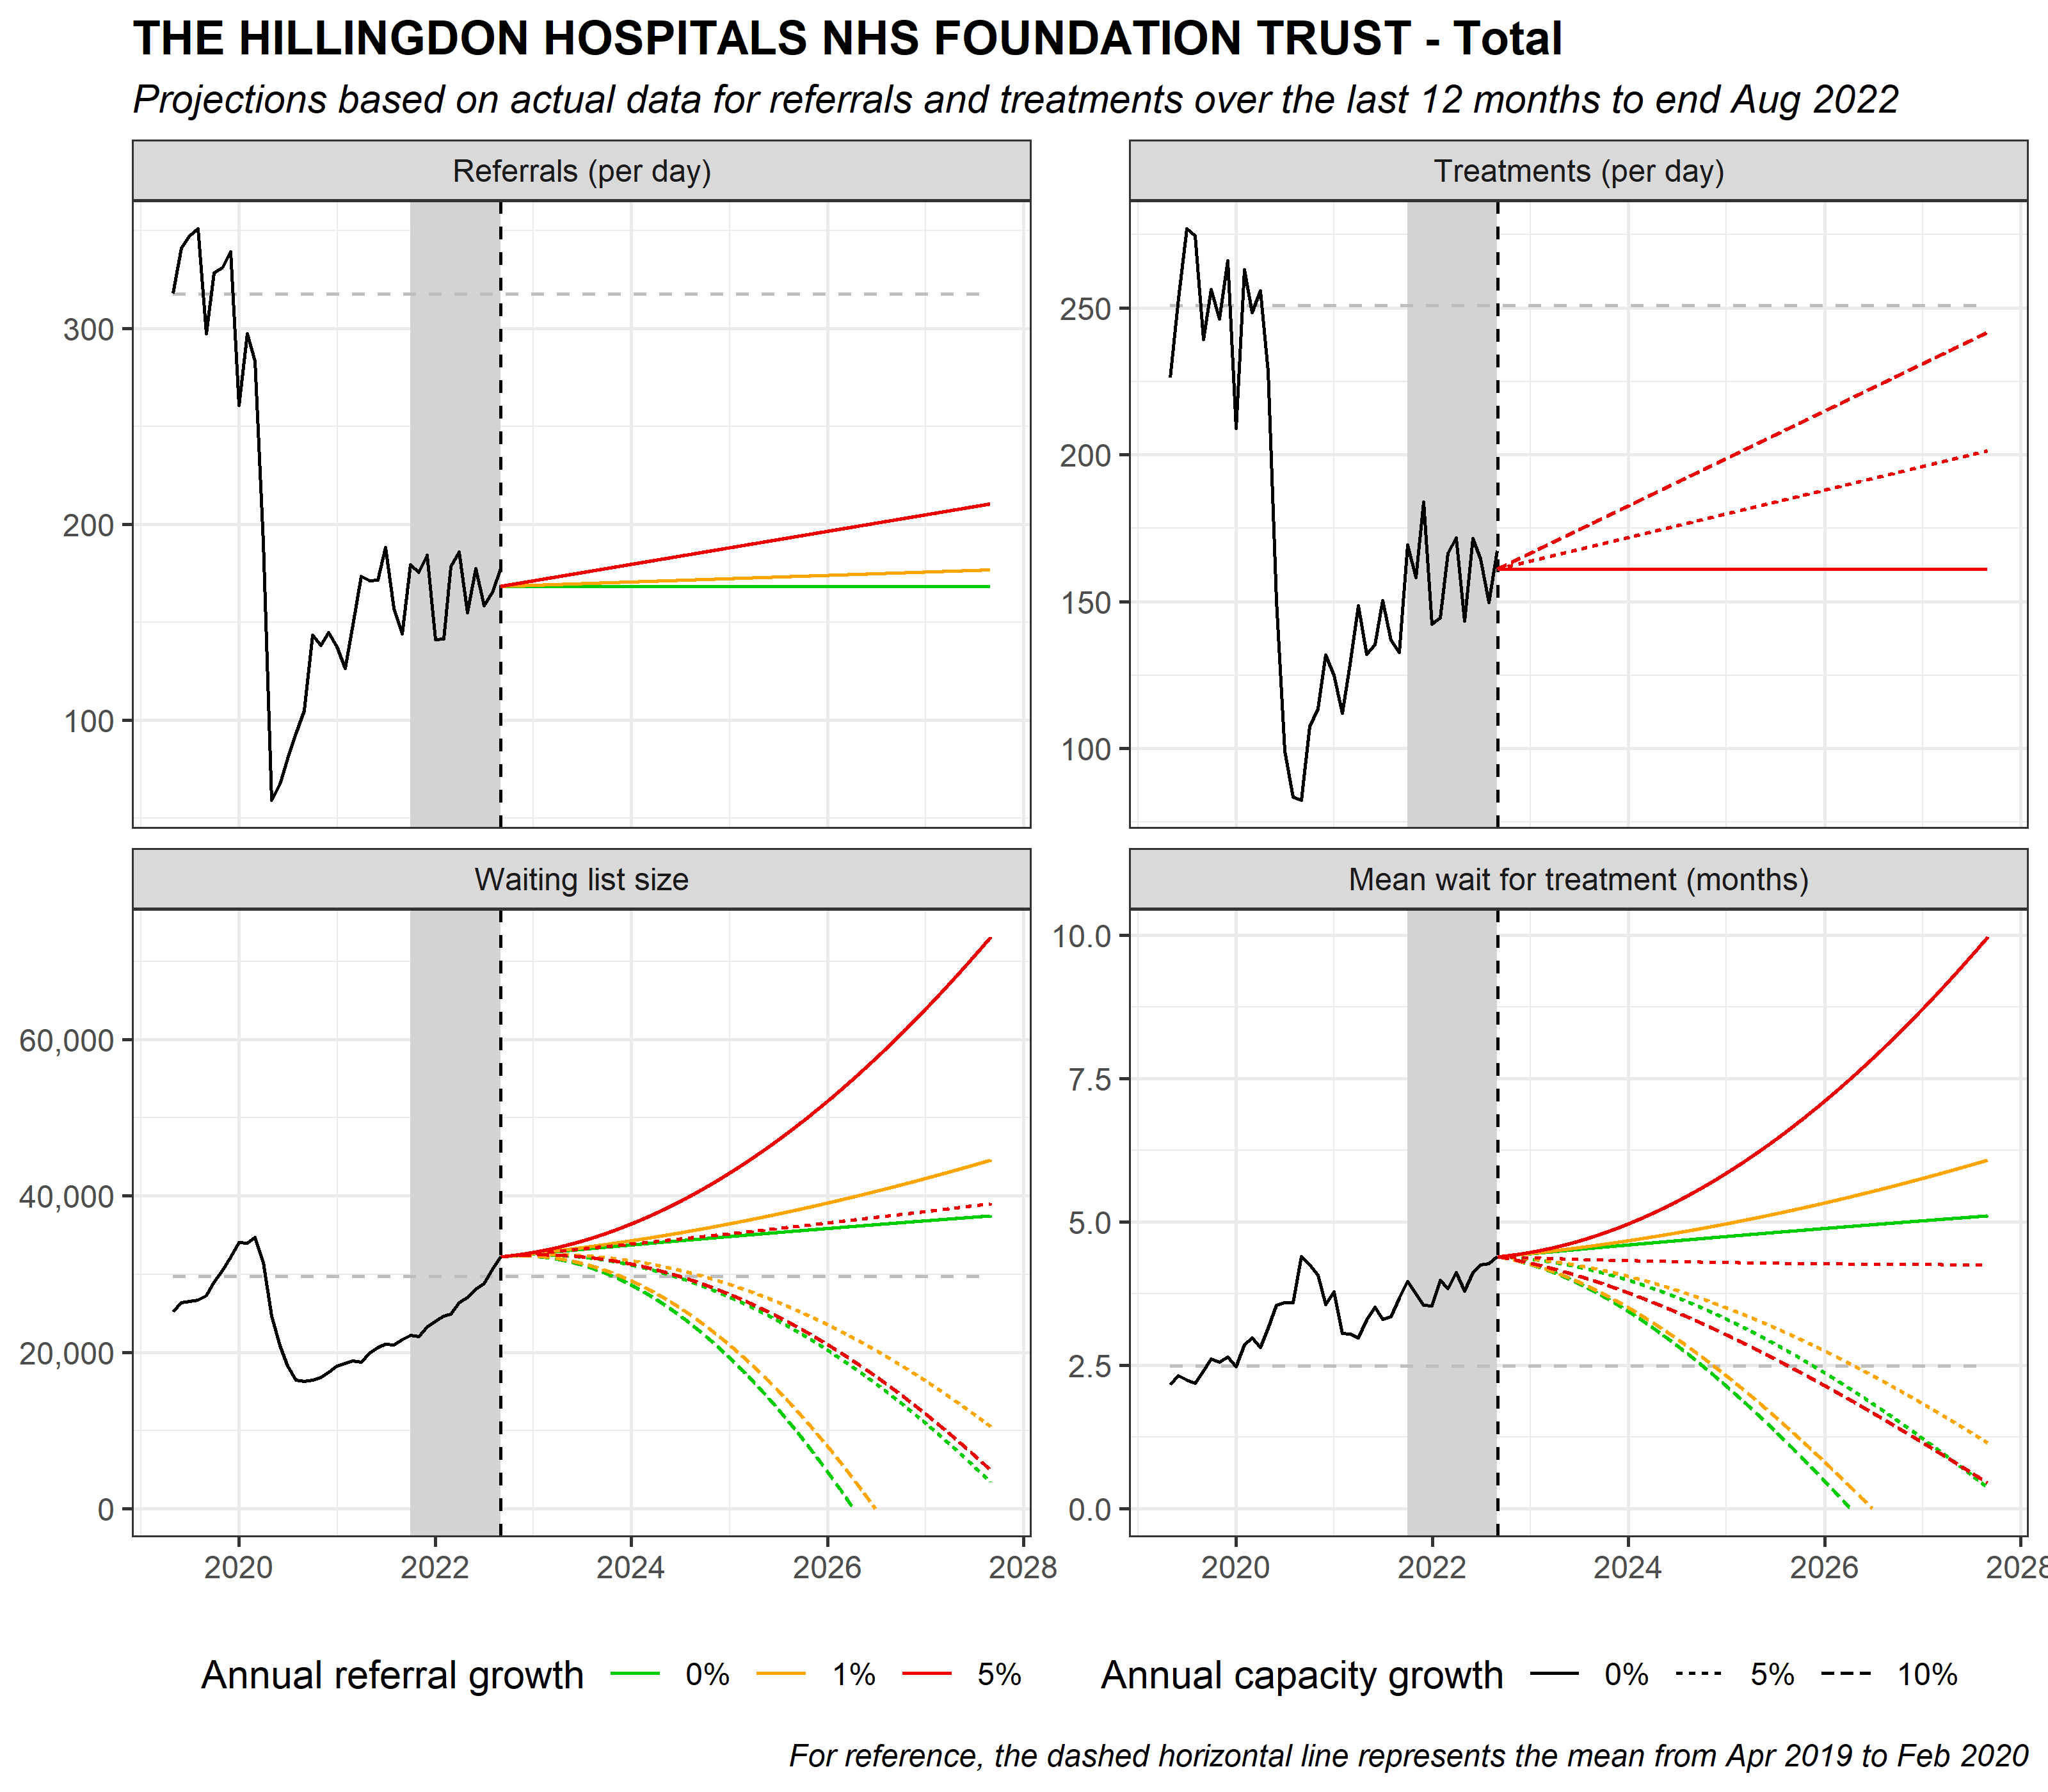 THE HILLINGDON HOSPITALS NHS FOUNDATION TRUST - Total
Projections based on actual data for referrals and treatments over the last 12 months to end Aug 2022
Referrals (per day)
300
200
100
Treatments (per day)
250
200
150
100
Waiting list size
60,000
40,000
20,000
0
2020 2022 2024 2026 2028
Mean wait for treatment (months)
10.0
7.5
5.0
2.5
0.0
2020 2022 2024 2026 2028
Annual referral growth 0% 1% 5%
Annual capacity growth 0% 5% 10%
For reference, the dashed horizontal line represents the mean from Apr 2019 to Feb 2020